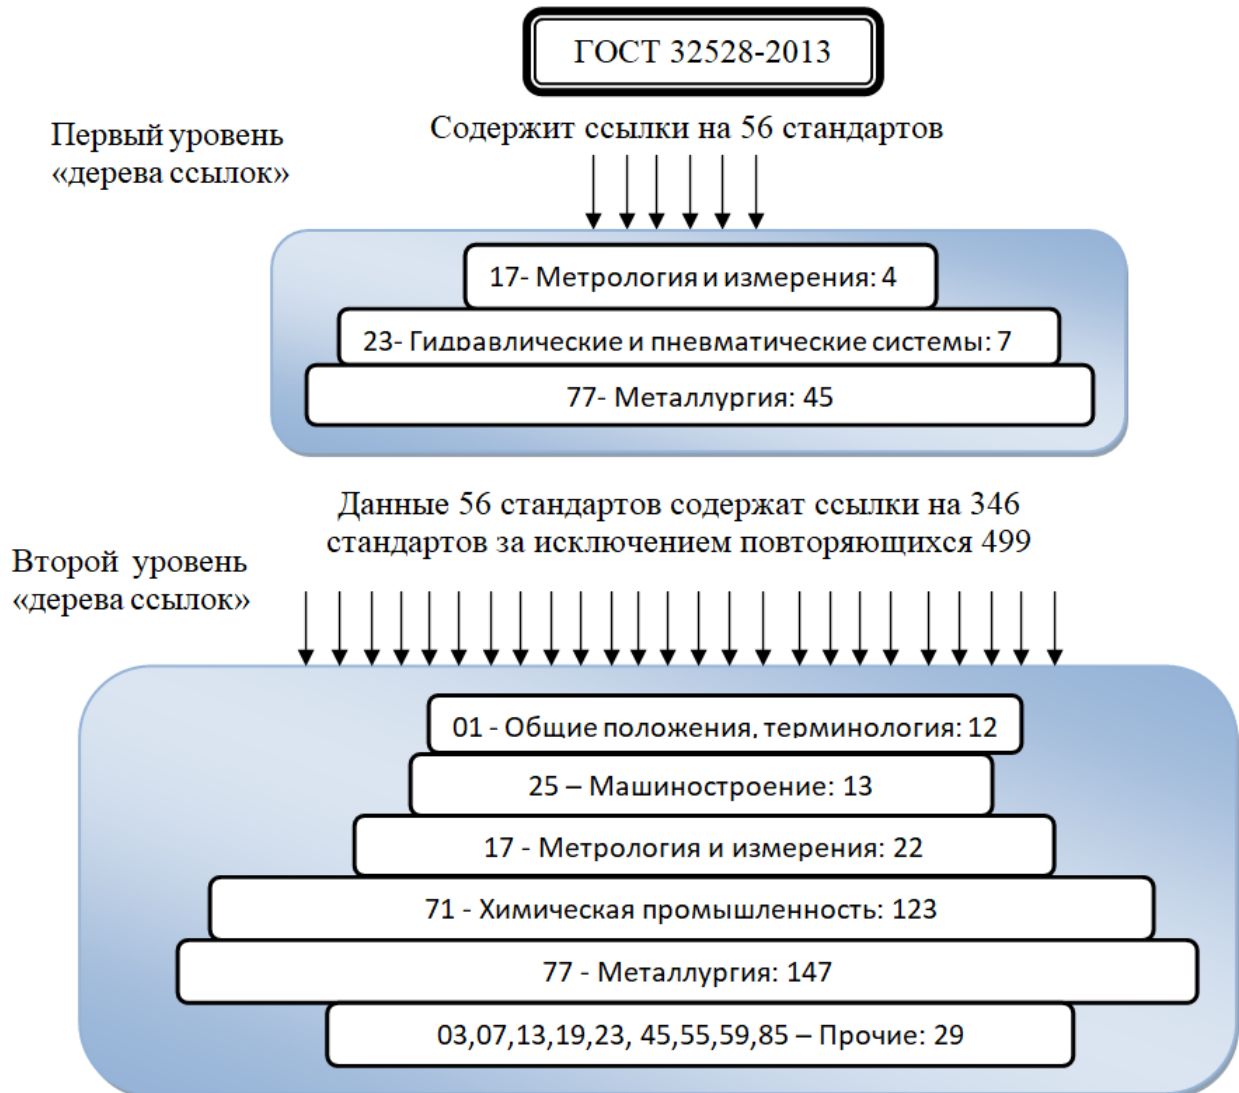 ГОСТ 32528-2013
Первый уровень
«дерева ссылок»
Содержит ссылки на 56 стандартов
17- Метрология и измерения: 4
23- Гидравлические и пневматические системы: 7
77- Металлургия: 45
Данные 56 стандартов содержат ссылки на 346
стандартов за исключением повторяющихся 499
Второй уровень
«дерева ссылок»
01 - Общие положения, терминология: 12
25 – Машиностроение: 13
17 - Метрология и измерения: 22
71 - Химическая промышленность: 123
77 - Металлургия: 147
03,07,13,19,23, 45,55,59,85 – Прочие: 29